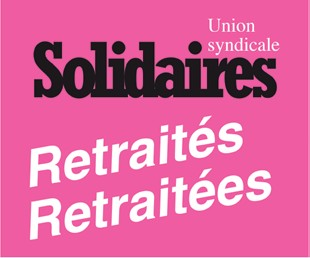 Union
syndicale
Solidaires
Retraités
Retraitées